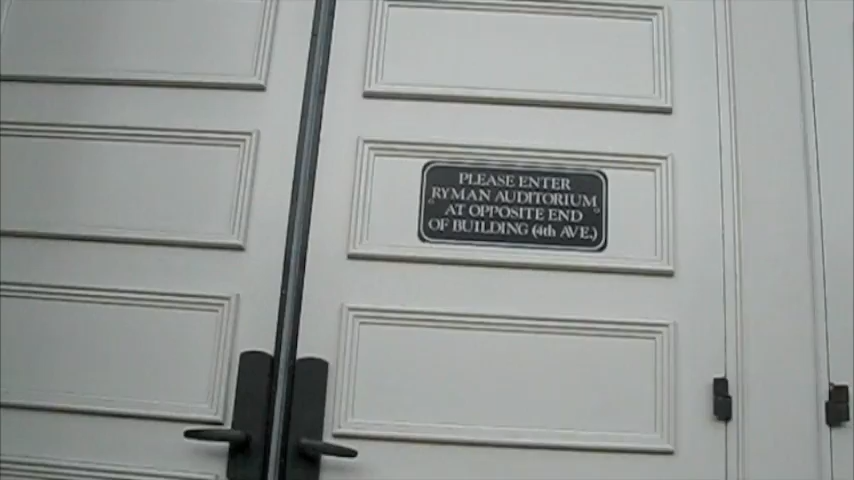 PLEASE ENTER
RYMAN AUDITORIUM
AT OPPOSITE END
OF BUILDING (4th AVE.)